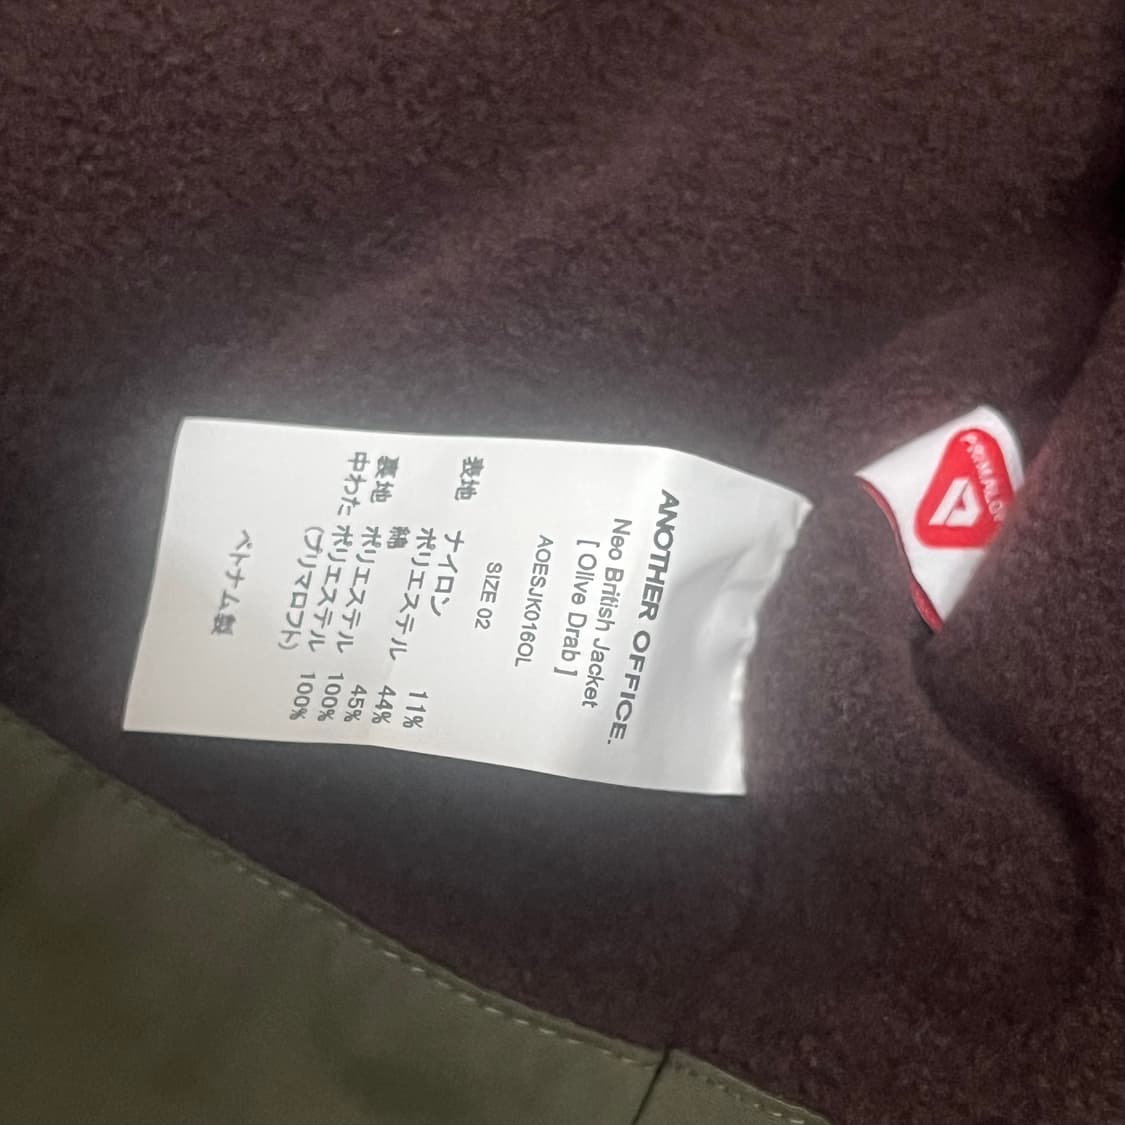 ANOTHER OFFICE.
Neo British Jacket
[ Olive Drab ]
AOESJK016OL
SIZE 02
表地 ナイロン 11%
ポリエステル 44%
綿 45%
裏地 ポリエステル 100%
中わた ポリエステル 100%
(プリマロフト)
ベトナム製